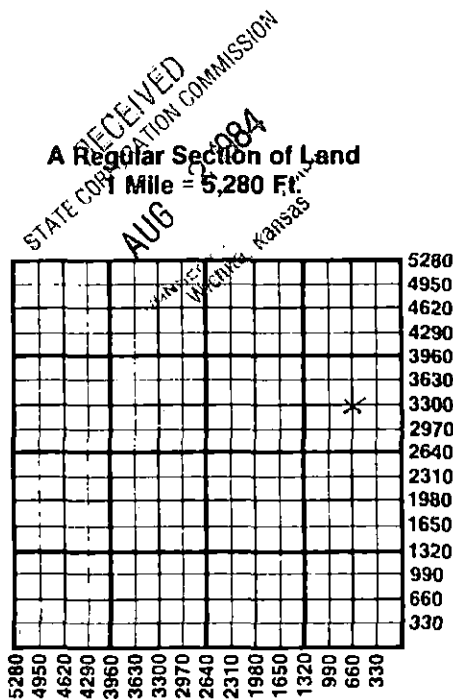 RECEIVED
STATE CORPORATION COMMISSION
A Regular Section of Land
1 Mile = 5,280 Ft.
AUG 2 1984
Wichita, Kansas
5280
4950
4620
4290
3960
3630
3300
2970
2640
2310
1980
1650
1320
990
660
330
5280 4950 4620 4290 3960 3630 3300 2970 2640 2310 1980 1650 1320 990 660 330